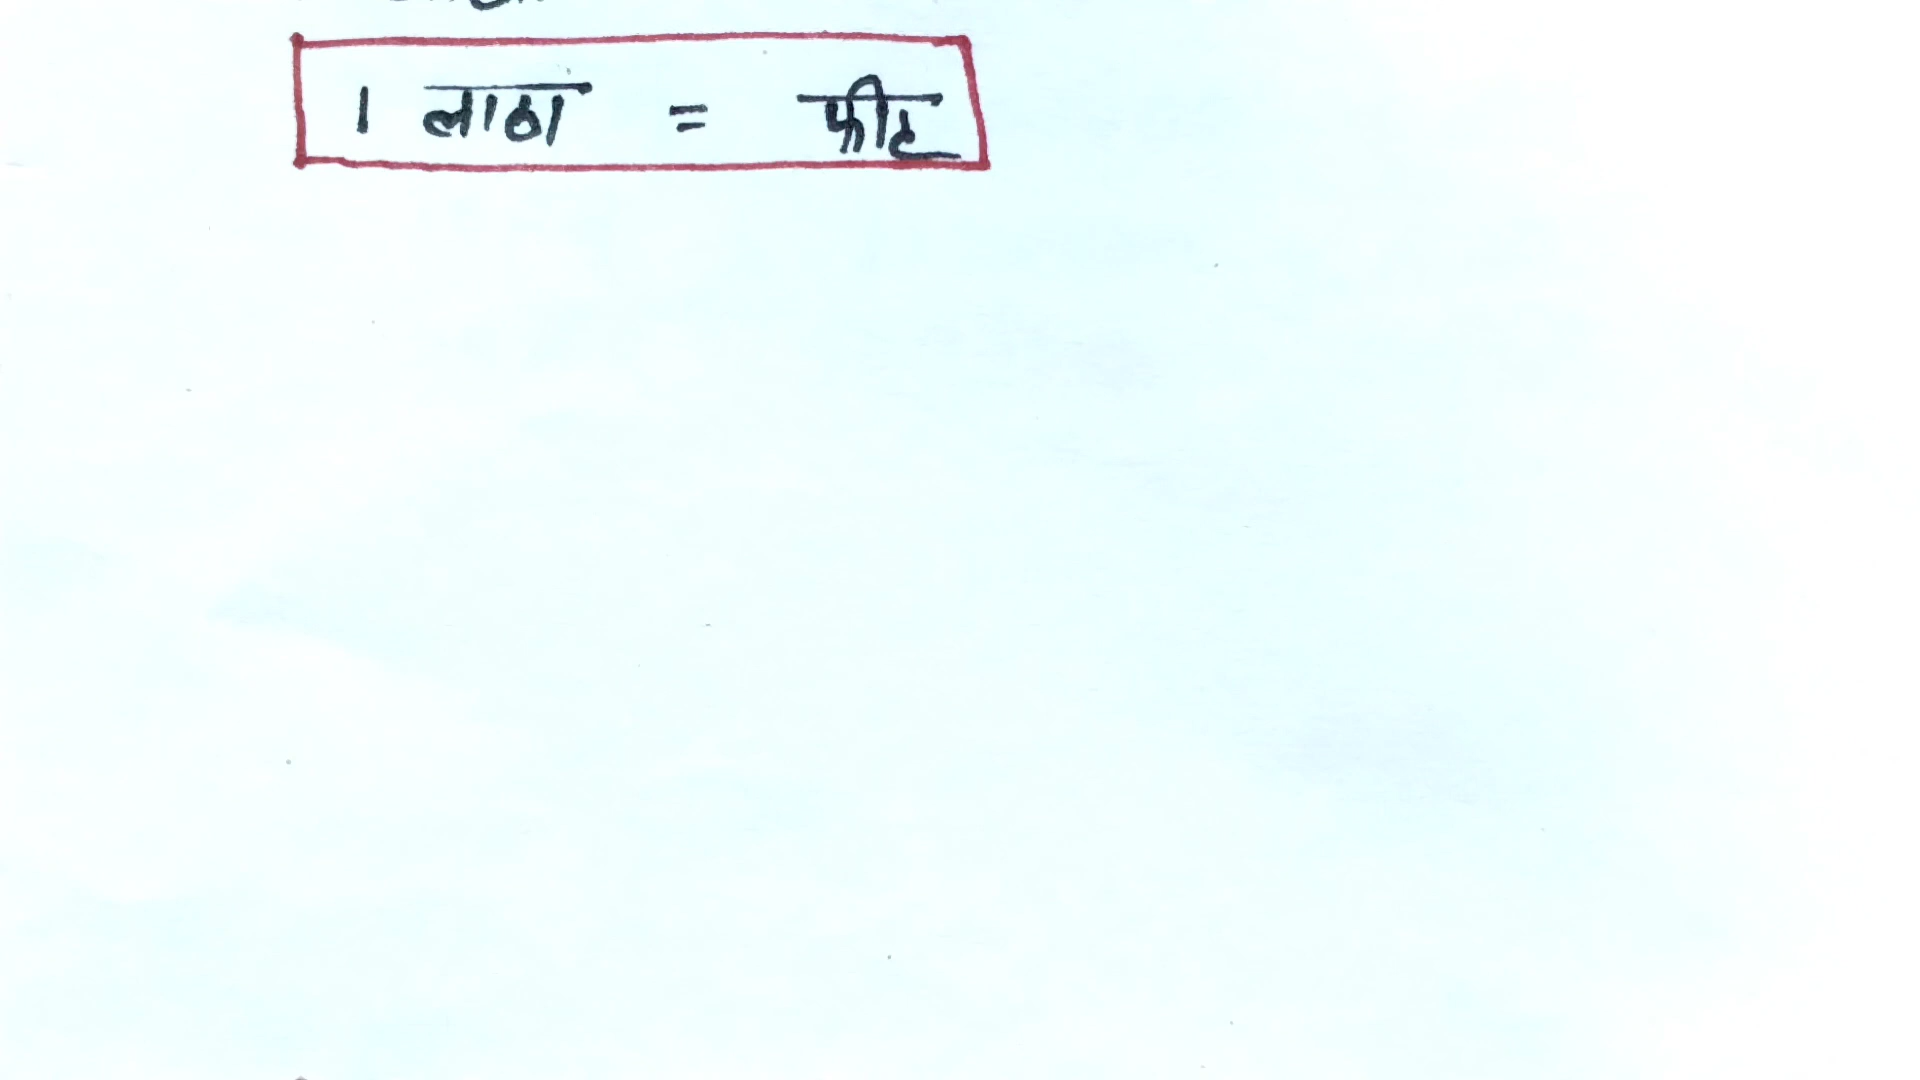 1 लाठा = फीट